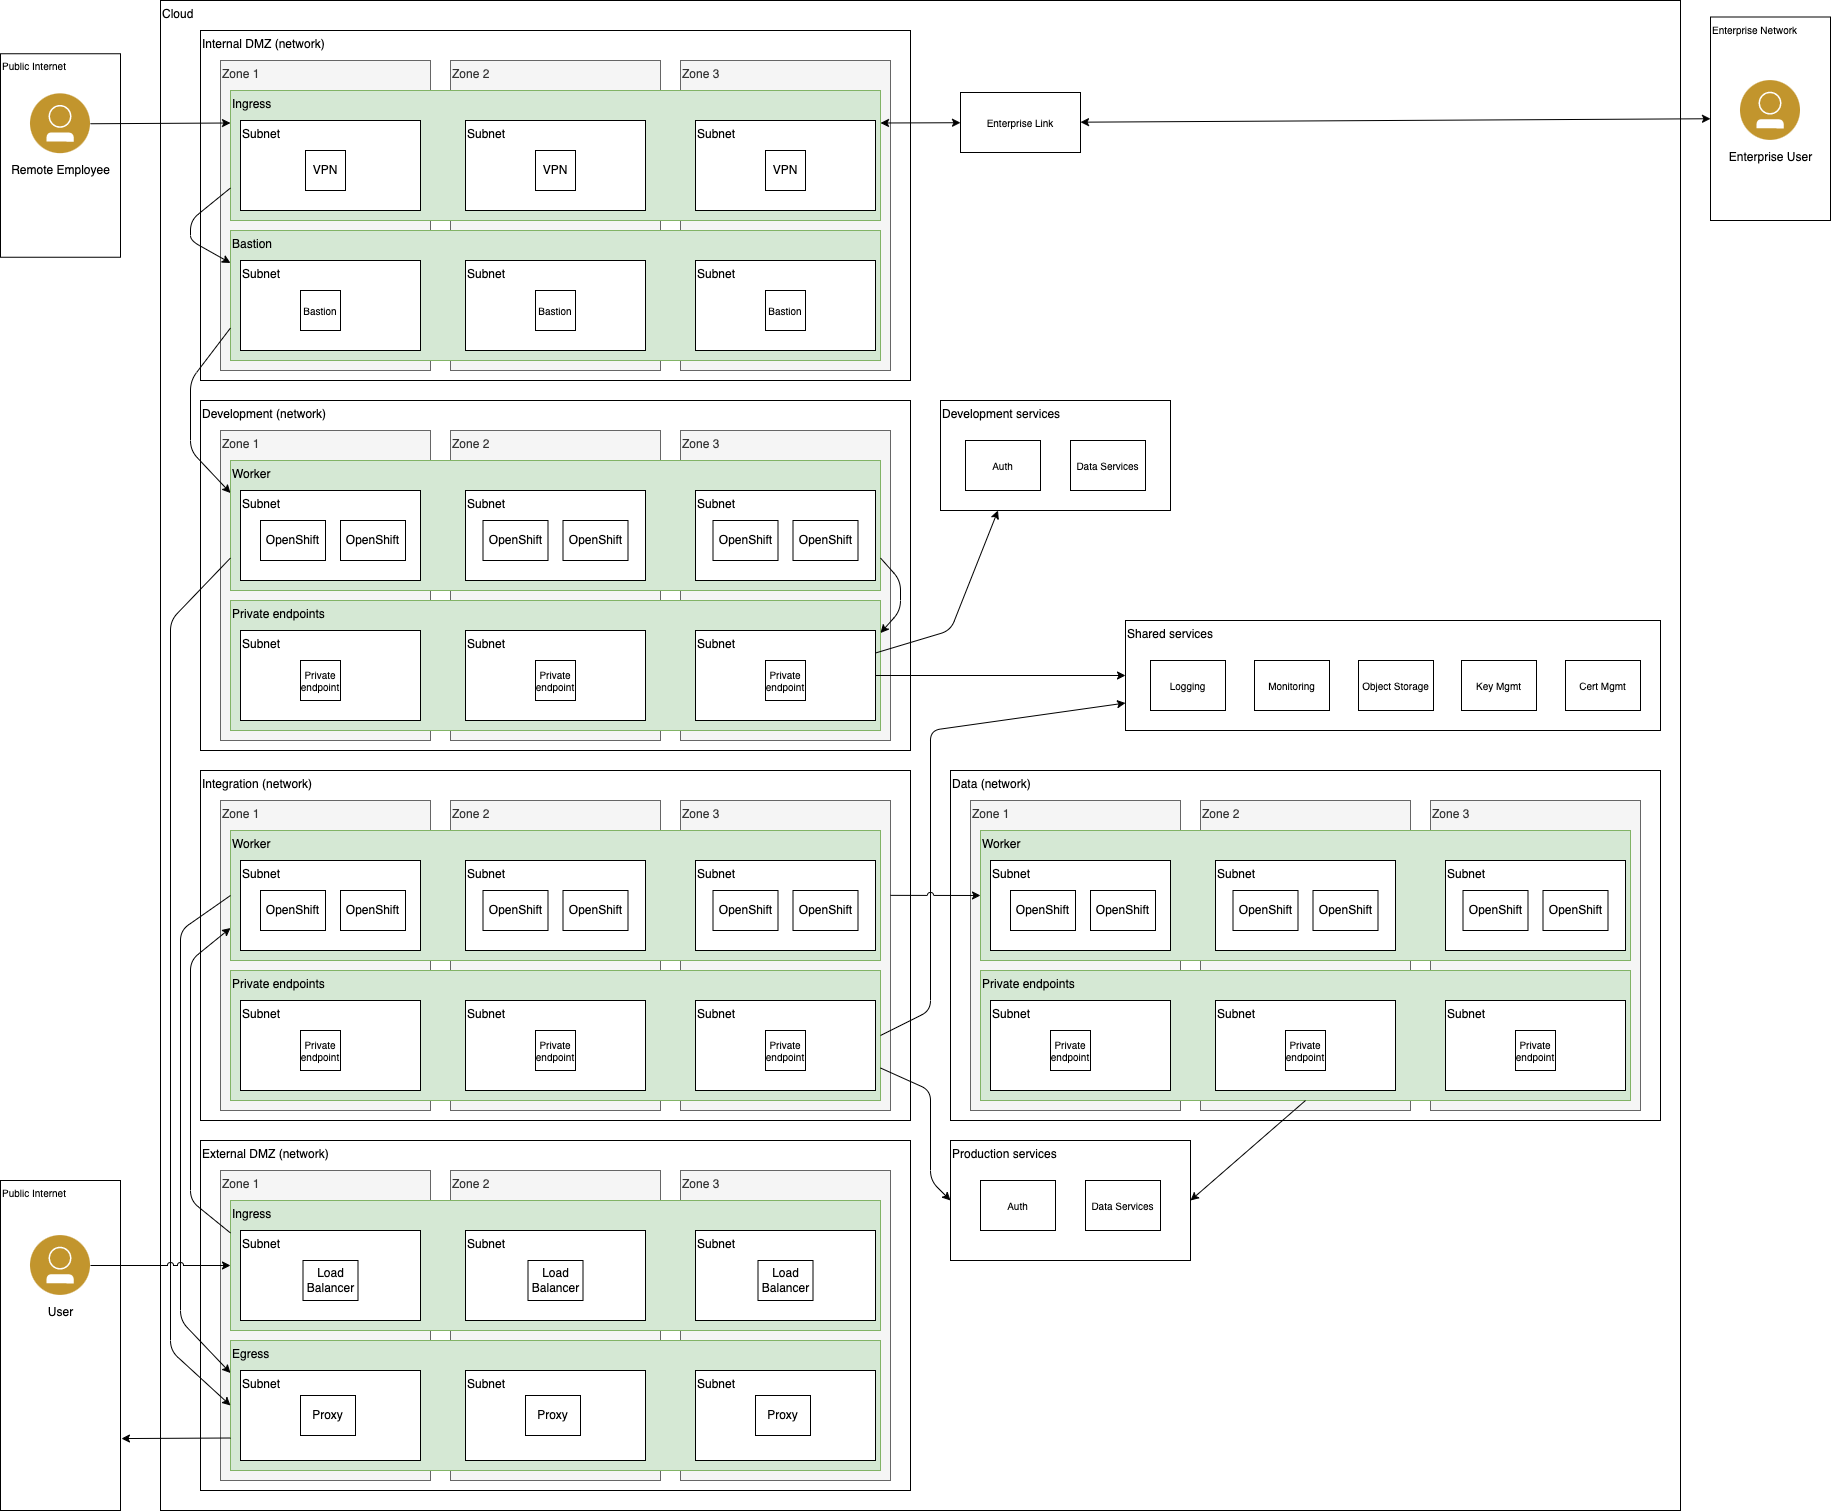 Cloud
Public Internet
Remote Employee
Enterprise Network
Enterprise User
Internal DMZ (network)
Zone 1
Zone 2
Zone 3
Ingress
Subnet
VPN
Subnet
VPN
Subnet
VPN
Enterprise Link
Bastion
Subnet
Bastion
Subnet
Bastion
Subnet
Bastion
Development (network)
Zone 1
Zone 2
Zone 3
Worker
Subnet
OpenShift
OpenShift
Subnet
OpenShift
OpenShift
Subnet
OpenShift
OpenShift
Private endpoints
Subnet
Private
endpoint
Subnet
Private
endpoint
Subnet
Private
endpoint
Development services
Auth
Data Services
Shared services
Logging
Monitoring
Object Storage
Key Mgmt
Cert Mgmt
Integration (network)
Zone 1
Zone 2
Zone 3
Worker
Subnet
OpenShift
OpenShift
Subnet
OpenShift
OpenShift
Subnet
OpenShift
OpenShift
Private endpoints
Subnet
Private
endpoint
Subnet
Private
endpoint
Subnet
Private
endpoint
Data (network)
Zone 1
Zone 2
Zone 3
Worker
Subnet
OpenShift
OpenShift
Subnet
OpenShift
OpenShift
Subnet
OpenShift
OpenShift
Private endpoints
Subnet
Private
endpoint
Subnet
Private
endpoint
Subnet
Private
endpoint
External DMZ (network)
Zone 1
Zone 2
Zone 3
Ingress
Subnet
Load
Balancer
Subnet
Load
Balancer
Subnet
Load
Balancer
Egress
Subnet
Proxy
Subnet
Proxy
Subnet
Proxy
Production services
Auth
Data Services
Public Internet
User